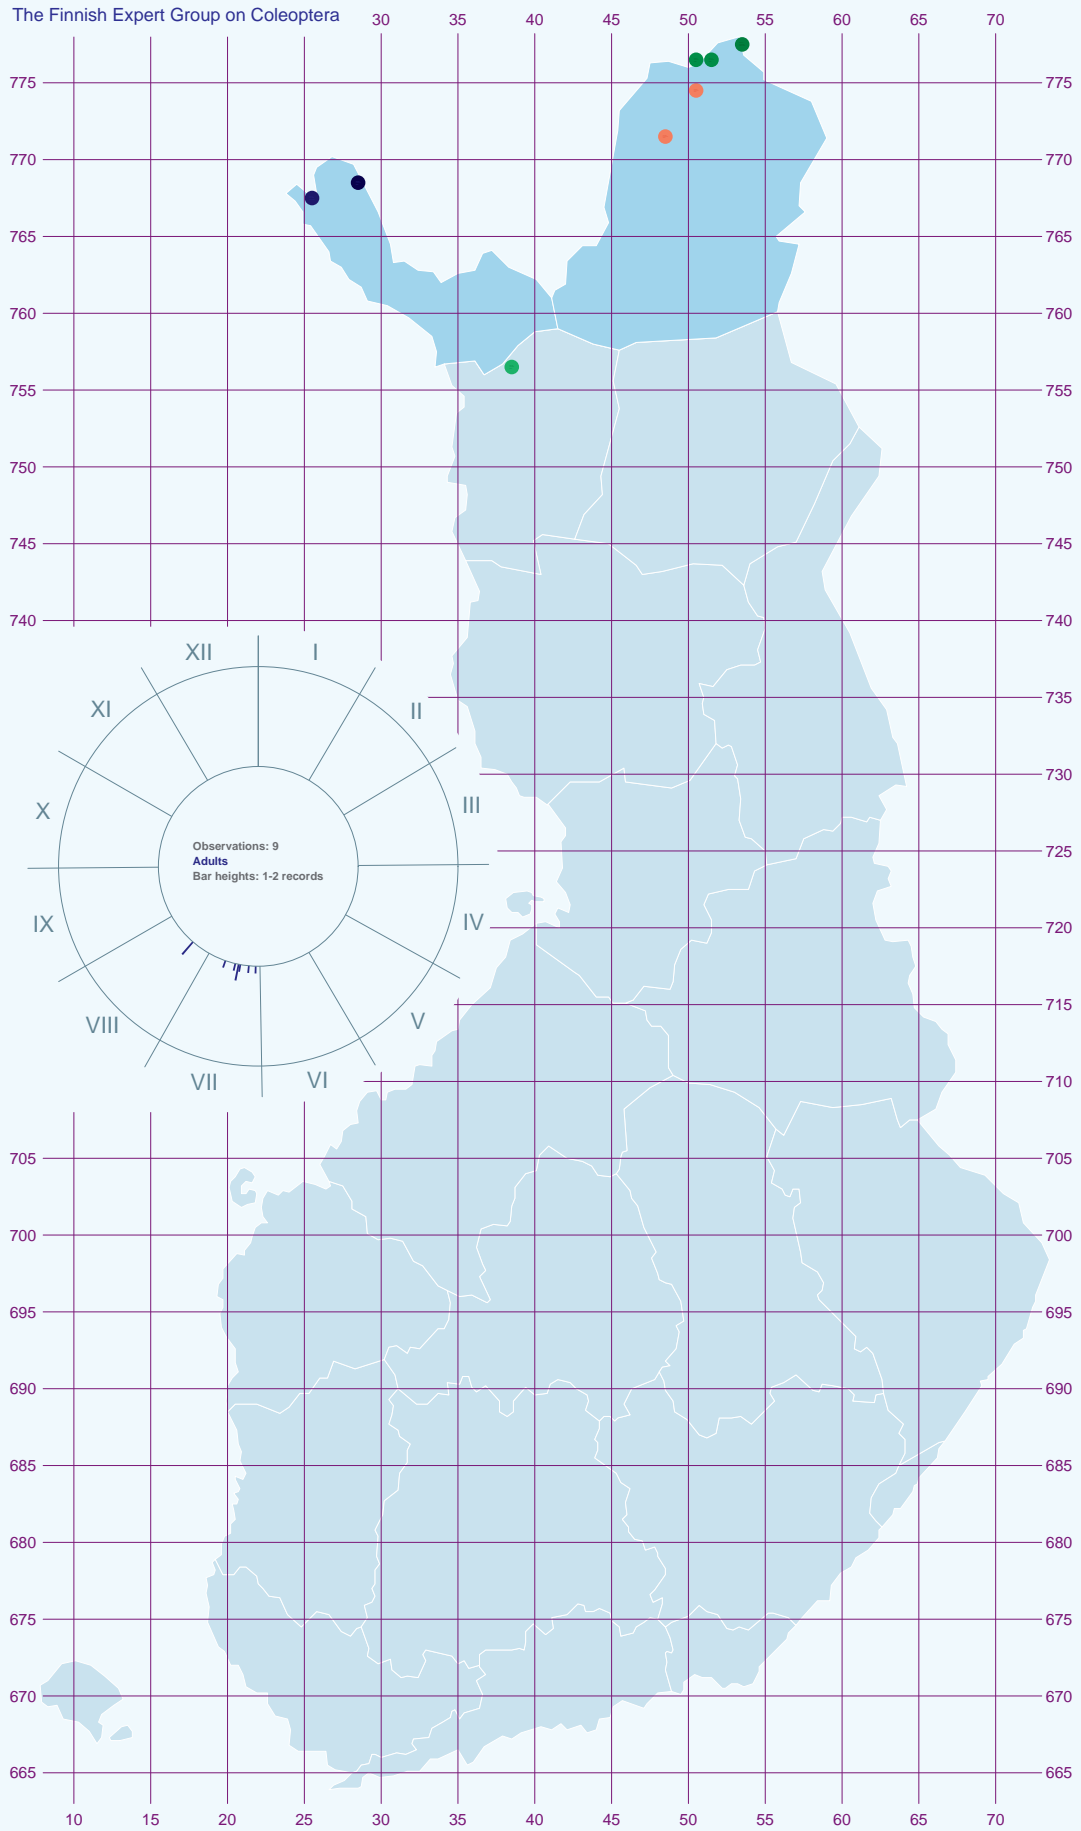 The Finnish Expert Group on Coleoptera
30 35 40 45 50 55 60 65 70
775 775
770 770
765 765
760 760
755 755
750 750
745 745
740 740
735
730
725
720
715
710
705 705
700 700
695 695
690 690
685 685
680 680
675 675
670 670
665 665
10 15 20 25 30 35 40 45 50 55 60 65 70
XII I
XI II
X III
IX IV
VIII V
VII VI
Observations: 9
Adults
Bar heights: 1-2 records